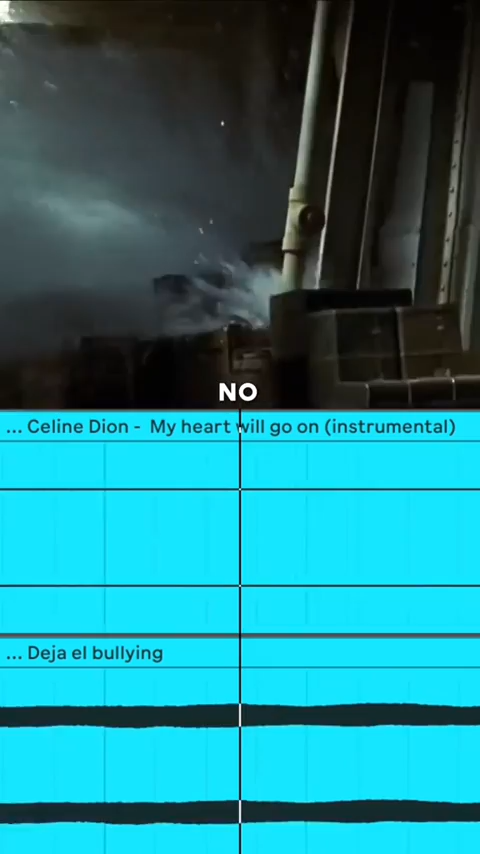 NO
... Celine Dion - My heart will go on (instrumental)
... Deja el bullying